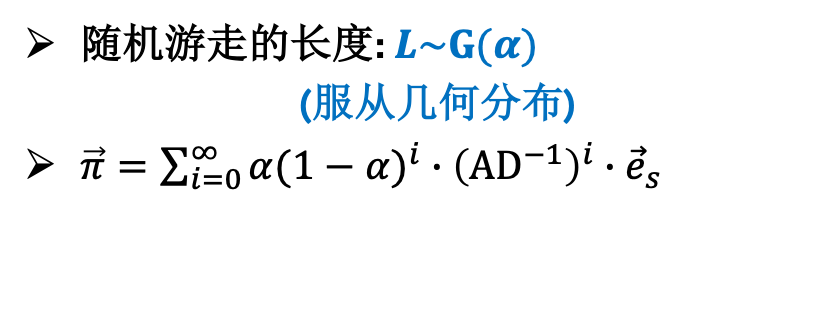 ➢ 随机游走的长度: L~G(α)
(服从几何分布)
➢ π⃗ = ∑_{i=0}^{∞} α(1 − α)^i · (AD^{−1})^i · e⃗_s